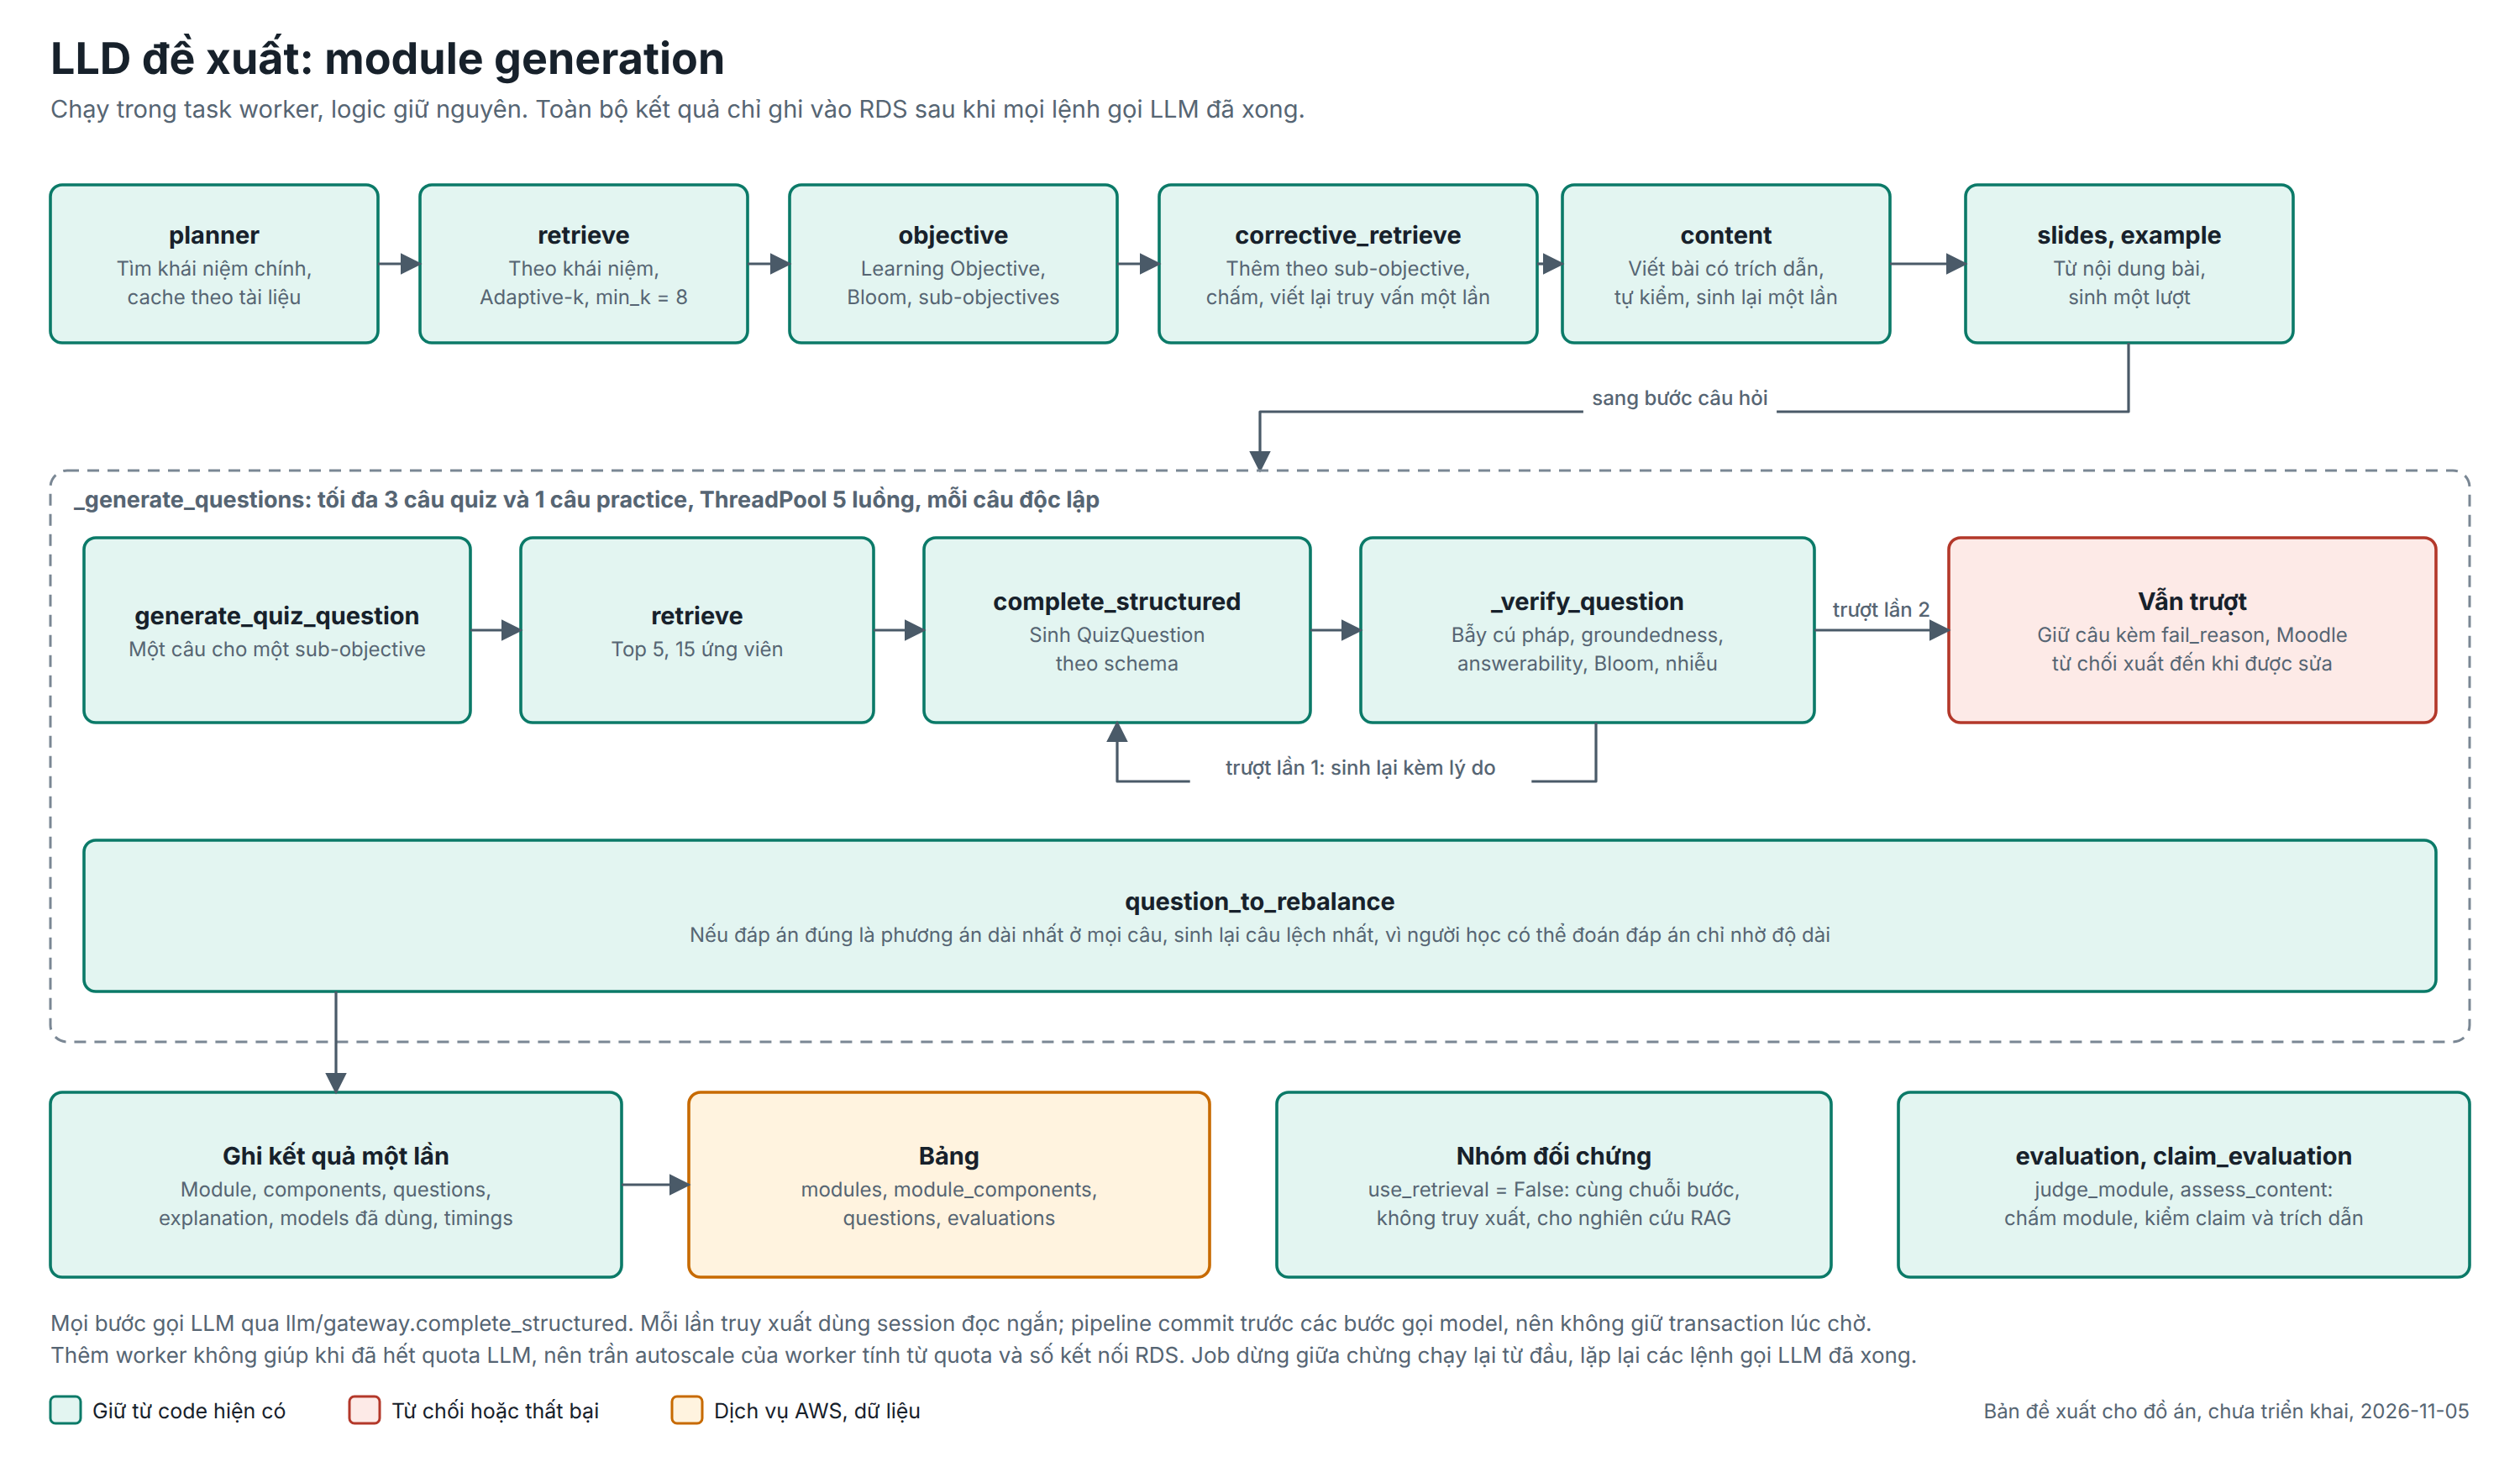 LLD đề xuất: module generation
Chạy trong task worker, logic giữ nguyên. Toàn bộ kết quả chỉ ghi vào RDS sau khi mọi lệnh gọi LLM đã xong.
planner
Tìm khái niệm chính,
cache theo tài liệu
retrieve
Theo khái niệm,
Adaptive-k, min_k = 8
objective
Learning Objective,
Bloom, sub-objectives
corrective_retrieve
Thêm theo sub-objective,
chấm, viết lại truy vấn một lần
content
Viết bài có trích dẫn,
tự kiểm, sinh lại một lần
slides, example
Từ nội dung bài,
sinh một lượt
sang bước câu hỏi
_generate_questions: tối đa 3 câu quiz và 1 câu practice, ThreadPool 5 luồng, mỗi câu độc lập
generate_quiz_question
Một câu cho một sub-objective
retrieve
Top 5, 15 ứng viên
complete_structured
Sinh QuizQuestion
theo schema
_verify_question
Bẫy cú pháp, groundedness,
answerability, Bloom, nhiễu
trượt lần 2
Vẫn trượt
Giữ câu kèm fail_reason, Moodle
từ chối xuất đến khi được sửa
trượt lần 1: sinh lại kèm lý do
question_to_rebalance
Nếu đáp án đúng là phương án dài nhất ở mọi câu, sinh lại câu lệch nhất, vì người học có thể đoán đáp án chỉ nhờ độ dài
Ghi kết quả một lần
Module, components, questions,
explanation, models đã dùng, timings
Bảng
modules, module_components,
questions, evaluations
Nhóm đối chứng
use_retrieval = False: cùng chuỗi bước,
không truy xuất, cho nghiên cứu RAG
evaluation, claim_evaluation
judge_module, assess_content:
chấm module, kiểm claim và trích dẫn
Mọi bước gọi LLM qua llm/gateway.complete_structured. Mỗi lần truy xuất dùng session đọc ngắn; pipeline commit trước các bước gọi model, nên không giữ transaction lúc chờ.
Thêm worker không giúp khi đã hết quota LLM, nên trần autoscale của worker tính từ quota và số kết nối RDS. Job dừng giữa chừng chạy lại từ đầu, lặp lại các lệnh gọi LLM đã xong.
Giữ từ code hiện có
Từ chối hoặc thất bại
Dịch vụ AWS, dữ liệu
Bản đề xuất cho đồ án, chưa triển khai, 2026-11-05